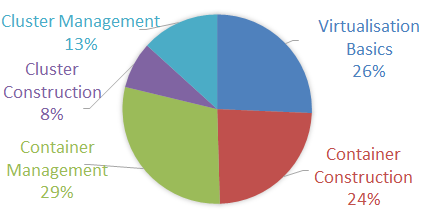 Virtualisation
Basics
26%
Container
Construction
24%
Container
Management
29%
Cluster
Construction
8%
Cluster Management
13%